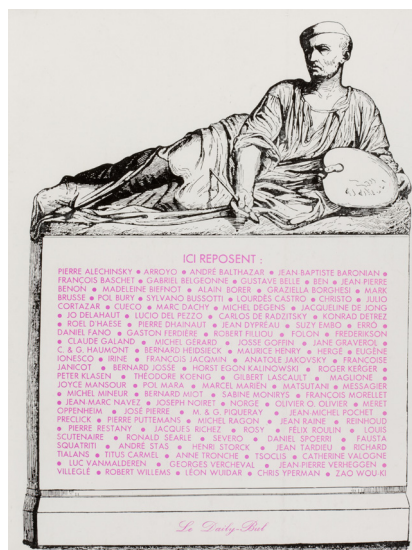 ICI REPOSENT :
PIERRE ALECHINSKY • ARROYO • ANDRÉ BALTHAZAR • JEAN BAPTISTE BARONIAN •
FRANÇOIS BASCHET • GABRIEL BELGEONNE • GUSTAVE BELLE • BEN • JEAN PIERRE
BENON • MADELEINE BIEFNOT • ALAIN BORER • GRAZIELLA BORGHESI • MARK
BRUSSE • POL BURY • SYLVANO BUSSOTTI • LOURDÈS CASTRO • CHRISTO • JULIO
CORTAZAR • CUECO • MARC DACHY • MICHEL DEGENS • JACQUELINE DE JONG
• JO DELAHAUT • LUCIO DEL PEZZO • CARLOS DE RADZITSKY • KONRAD DETREZ
• ROEL D'HAESE • PIERRE DHAINAUT • JEAN DYPRÉAU • SUZY EMBO • ERRÓ •
DANIEL FANO • GASTON FERDIÈRE • ROBERT FILLIOU • FOLON • FREDERIKSON
• CLAUDE GALAND • MICHEL GÉRARD • JOSSE GOFFIN • JANE GRAVEROL •
C. & G. HAUMONT • BERNARD HEIDSIECK • MAURICE HENRY • HERGÉ • EUGÈNE
IONESCO • IRINE • FRANÇOIS JACQMIN • ANATOLE JAKOVSKY • FRANÇOISE
JANICOT • BERNARD JOSSE • HORST EGON KALINOWSKI • ROGER KERGER •
PETER KLASEN • THÉODORE KOENIG • GILBERT LASCAULT • MAGLIONE •
JOYCE MANSOUR • POL MARA • MARCEL MARIËN • MATSUTANI • MESSAGIER
• MICHEL MINEUR • BERNARD MIOT • SABINE MONIRYS • FRANÇOIS MORELLET
• JEAN MARC NAVEZ • JOSEPH NOIRET • NORGE • OLIVIER O. OLIVIER • MERET
OPPENHEIM • JOSÉ PIERRE • M. & G. PIQUERAY • JEAN MICHEL POCHET •
PRECLICK • PIERRE PUTTEMANS • MICHEL RAGON • JEAN RAINE • REINHOUD
• PIERRE RESTANY • JACQUES RICHEZ • ROSY • FÉLIX ROULIN • LOUIS
SCUTENAIRE • RONALD SEARLE • SEVERO • DANIEL SPOERRI • FAUSTA
SQUATRITI • ANDRÉ STAS • HENRI STORCK • JEAN TARDIEU • RICHARD
TIALANS • TITUS CARMEL • ANNE TRONCHE • TSOCLIS • CATHERINE VALOGNE
• LUC VANMALDEREN • GEORGES VERCHEVAL • JEAN-PIERRE VERHEGGEN •
VILLEGLÉ • ROBERT WILLEMS • LÉON WUIDAR • CHRIS YPERMAN • ZAO WOU-KI
Le Daily-Bul